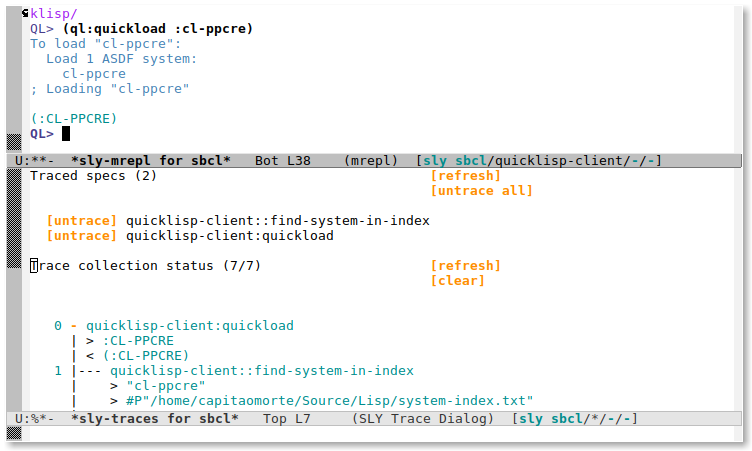 klisp/
QL> (ql:quickload :cl-ppcre)
To load "cl-ppcre":
  Load 1 ASDF system:
    cl-ppcre
; Loading "cl-ppcre"

(:CL-PPCRE)
QL>
U:**-  *sly-mrepl for sbcl*   Bot L38    (mrepl)  [sly sbcl/quicklisp-client/-/-]
Traced specs (2)                                  [refresh]
                                                  [untrace all]

  [untrace] quicklisp-client::find-system-in-index
  [untrace] quicklisp-client:quickload

Trace collection status (7/7)                     [refresh]
                                                  [clear]

   0 - quicklisp-client:quickload
     | > :CL-PPCRE
     | < (:CL-PPCRE)
   1 |--- quicklisp-client::find-system-in-index
     |    > "cl-ppcre"
     |    > #P"/home/capitaomorte/Source/Lisp/system-index.txt"
U:%*-  *sly-traces for sbcl*   Top L7     (SLY Trace Dialog)  [sly sbcl/*/-/-]